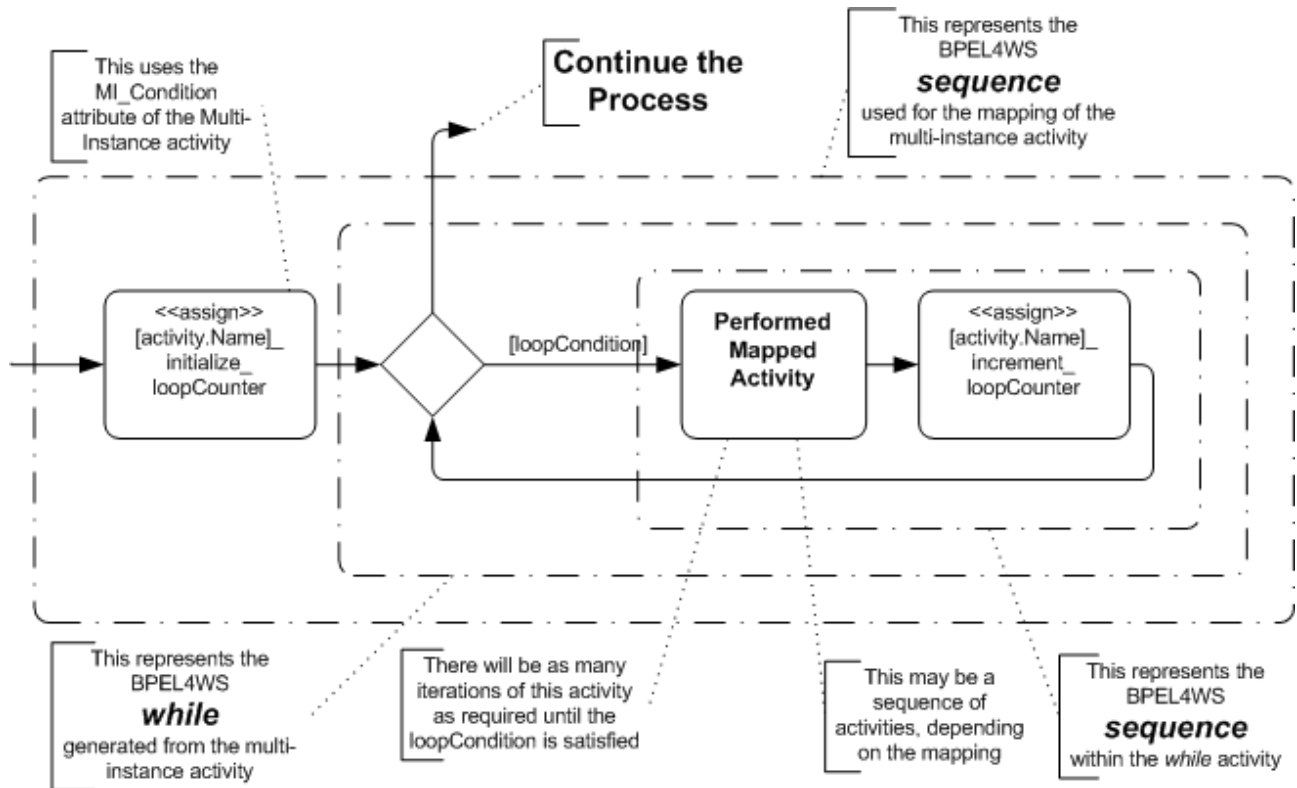 This uses the
MI_Condition
attribute of the Multi-
Instance activity
Continue the
Process
This represents the
BPEL4WS
sequence
used for the mapping of the
multi-instance activity
<<assign>>
[activity.Name]_
initialize_
loopCounter
[loopCondition]
Performed
Mapped
Activity
<<assign>>
[activity.Name]_
increment_
loopCounter
This represents the
BPEL4WS
while
generated from the multi-
instance activity
There will be as many
iterations of this activity
as required until the
loopCondition is satisfied
This may be a
sequence of
activities, depending
on the mapping
This represents the
BPEL4WS
sequence
within the while activity